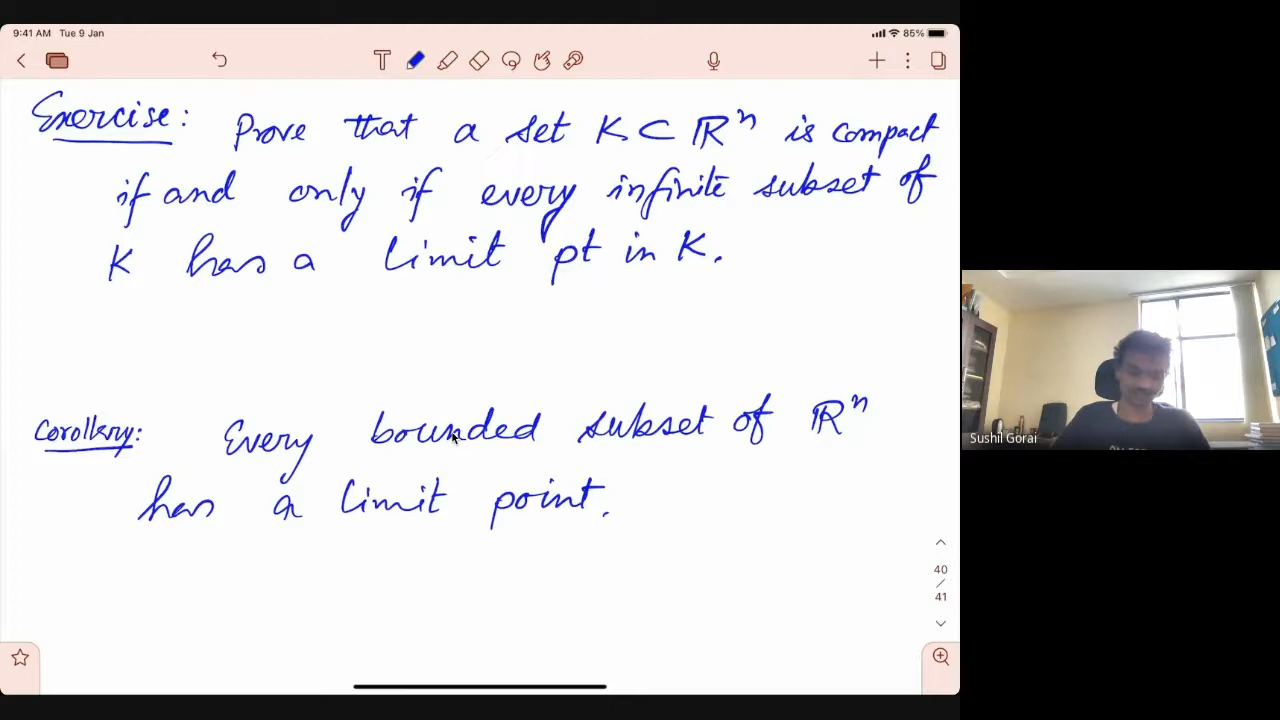 9:41 AM Tue 9 Jan
85%
Exercise: Prove that a set K ⊂ ℝⁿ is compact
if and only if every infinite subset of
K has a limit pt in K.
Corollary: Every bounded subset of ℝⁿ
has a limit point.
40
/
41
Sushil Gorai